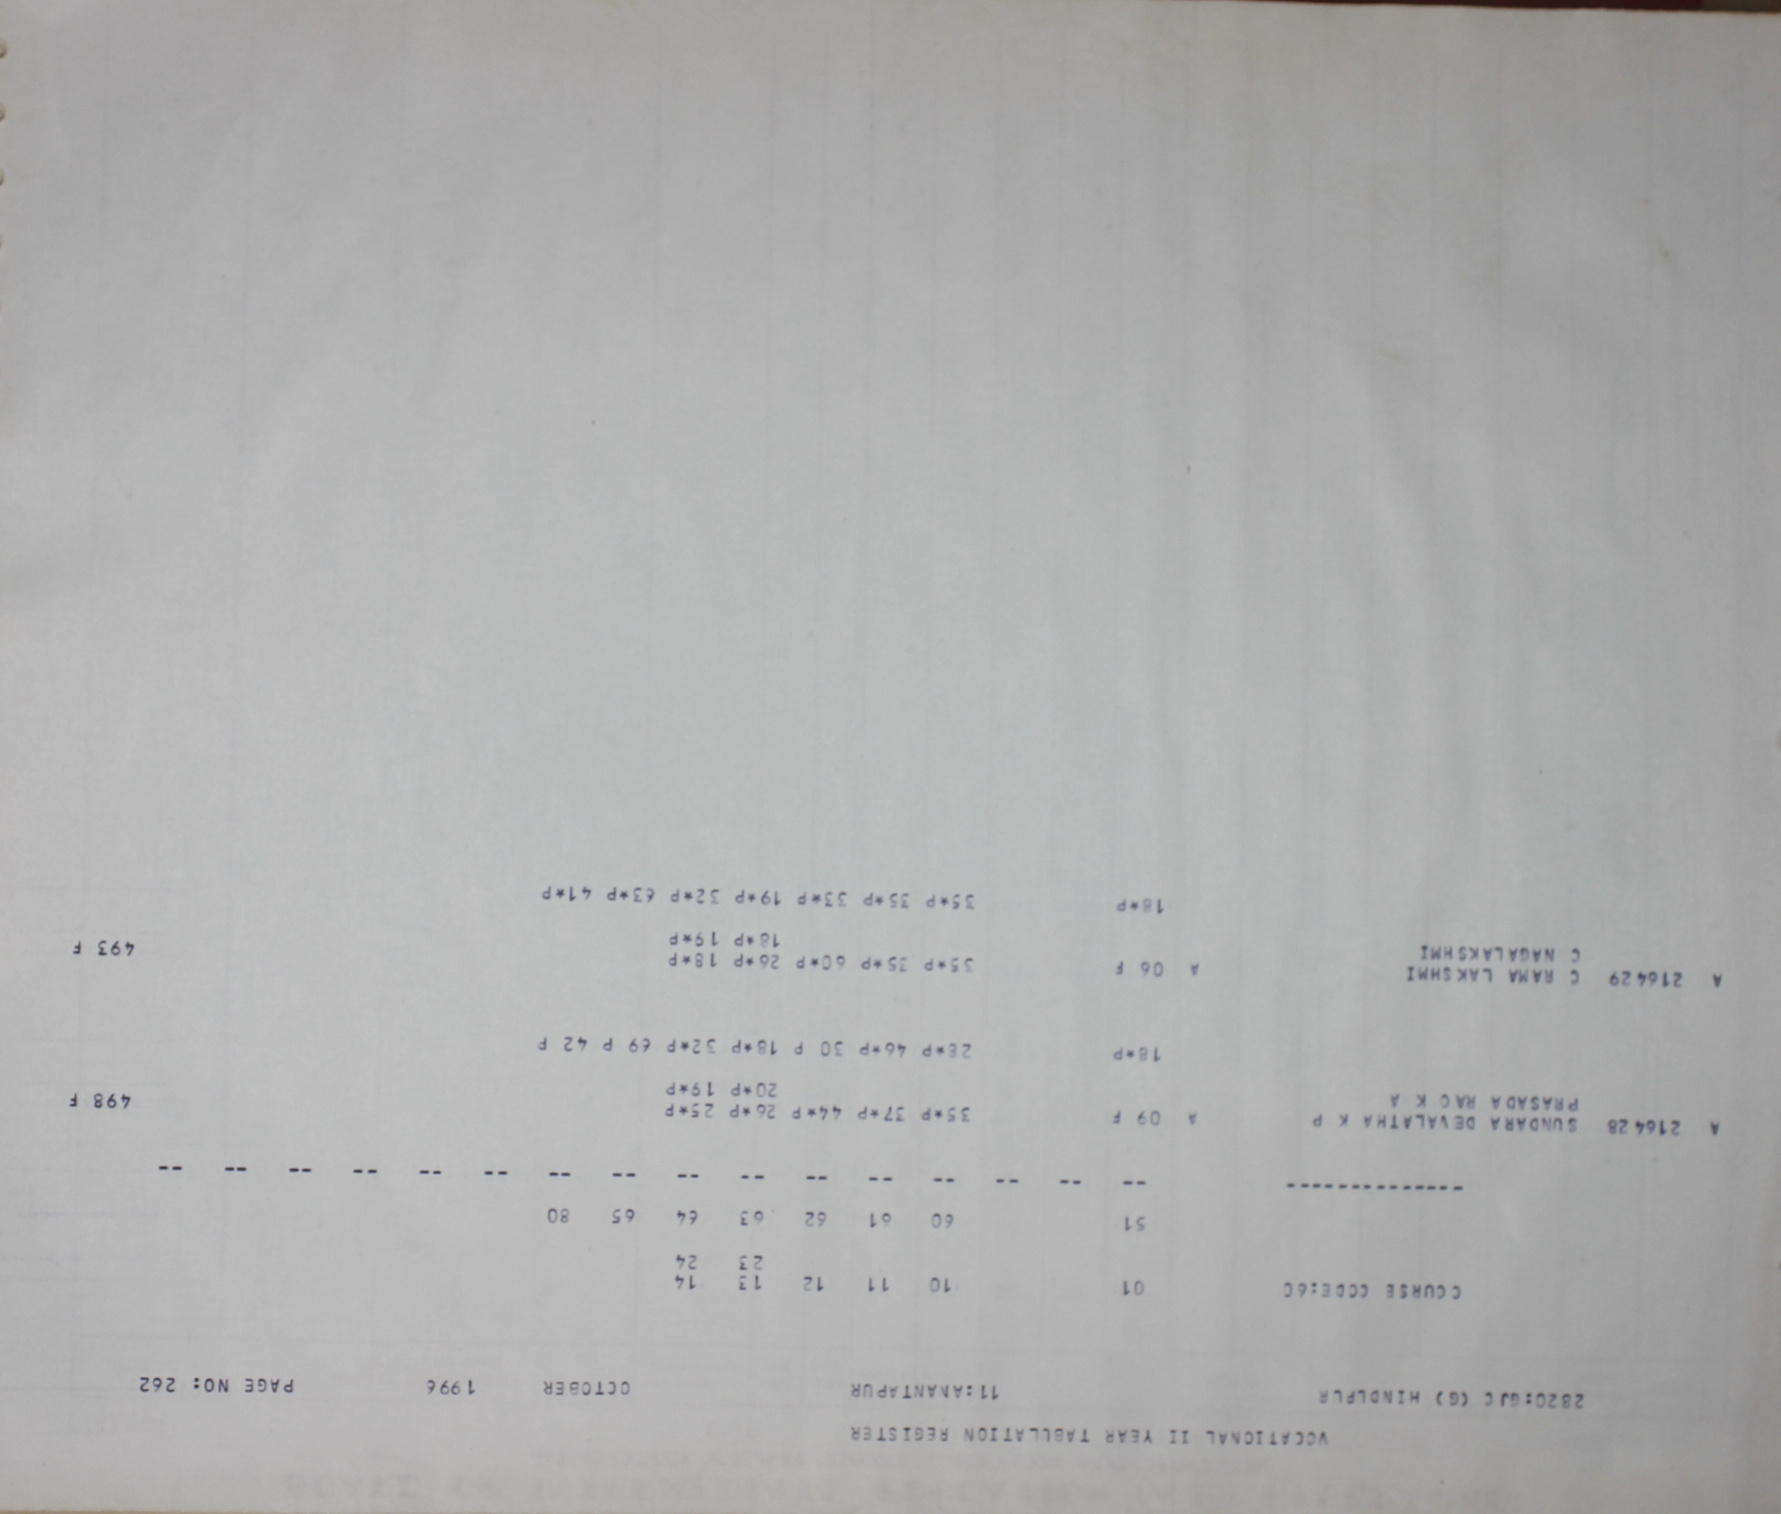 VOCATIONAL II YEAR TABULATION REGISTER
2820:GJC (G) HINDUPUR 11:ANANTAPUR OCTOBER 1996 PAGE NO: 262
COURSE CODE:6C 01 10 11 12 13 14
23 24
51 60 61 62 63 64 65 80
-------------- -- -- -- -- -- -- -- -- -- -- -- -- -- -- -- --
A 216428 SUNDARA DEVALATHA K P A 09 F 35*P 37*P 44*P 26*P 25*P
PRASADA RAO K A 20*P 19*P 498 F
18*P 28*P 46*P 30 P 18*P 32*P 69 P 42 P
A 216429 C RAMA LAKSHMI A 06 F 35*P 35*P 60*P 26*P 18*P
C NAGALAKSHMI 18*P 19*P 493 F
18*P 35*P 35*P 33*P 19*P 32*P 63*P 41*P